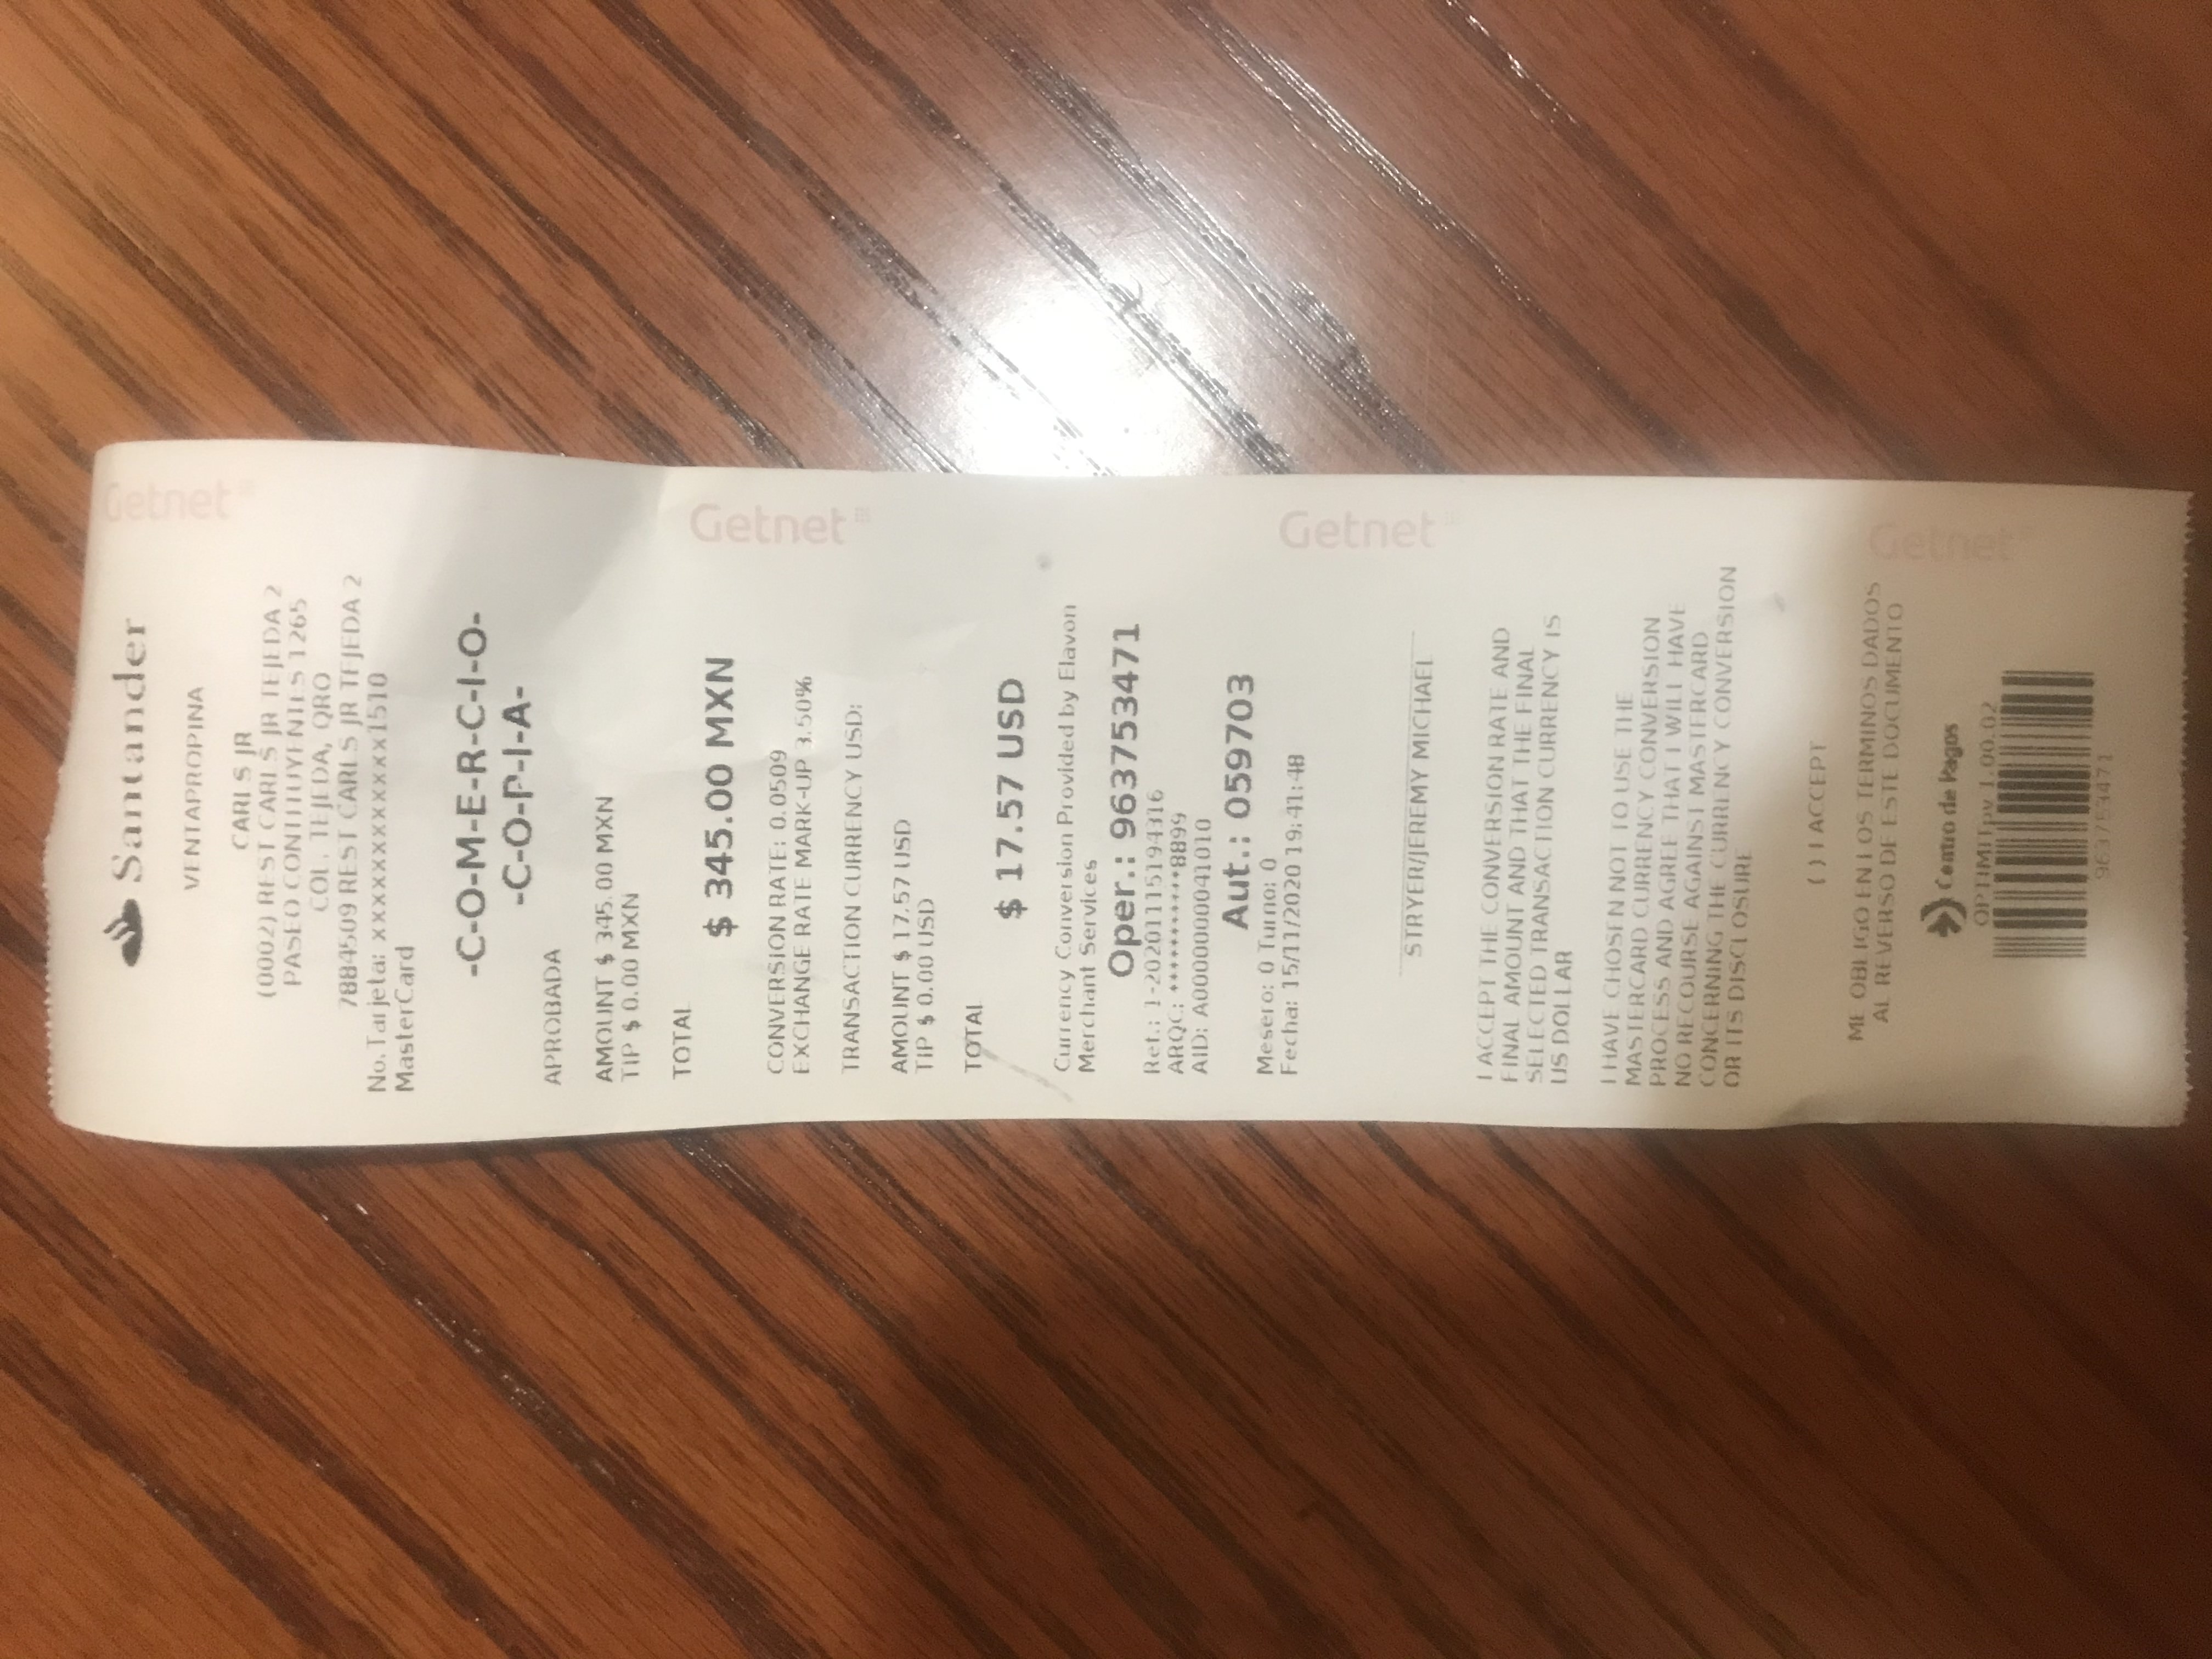 Santander
VENTAPROPINA
CARLS JR
(0002) REST CARLS JR TEJEDA 2
PASEO CONTITUYENTES 1265
COL. TEJEDA, QRO
7884509 REST CARLS JR TEJEDA 2
No.Tarjeta: xxxxxxxxxxxx1510
MasterCard
-C-O-M-E-R-C-I-O-
-C-O-P-I-A-
APROBADA
AMOUNT $ 345.00 MXN
TIP $ 0.00 MXN
TOTAL
$ 345.00 MXN
CONVERSION RATE: 0.0509
EXCHANGE RATE MARK-UP 3.50%
TRANSACTION CURRENCY USD:
AMOUNT $ 17.57 USD
TIP $ 0.00 USD
TOTAL
$ 17.57 USD
Currency Conversion Provided by Elavon
Merchant Services
Oper.: 963753471
Ref.: 1-20201115194316
ARQC: ***********8899
AID: A0000000041010
Aut.: 059703
Mesero: 0 Turno: 0
Fecha: 15/11/2020 19:41:48
STRYER/JEREMY MICHAEL
I ACCEPT THE CONVERSION RATE AND
FINAL AMOUNT AND THAT THE FINAL
SELECTED TRANSACTION CURRENCY IS
US DOLLAR
I HAVE CHOSEN NOT TO USE THE
MASTERCARD CURRENCY CONVERSION
PROCESS AND AGREE THAT I WILL HAVE
NO RECOURSE AGAINST MASTERCARD
CONCERNING THE CURRENCY CONVERSION
OR ITS DISCLOSURE
( ) I ACCEPT
ME OBLIGO EN LOS TERMINOS DADOS
AL REVERSO DE ESTE DOCUMENTO
Centro de Pagos
OPTIMITpv 1.00.02
963753471
Getnet
Getnet
Getnet
Getnet